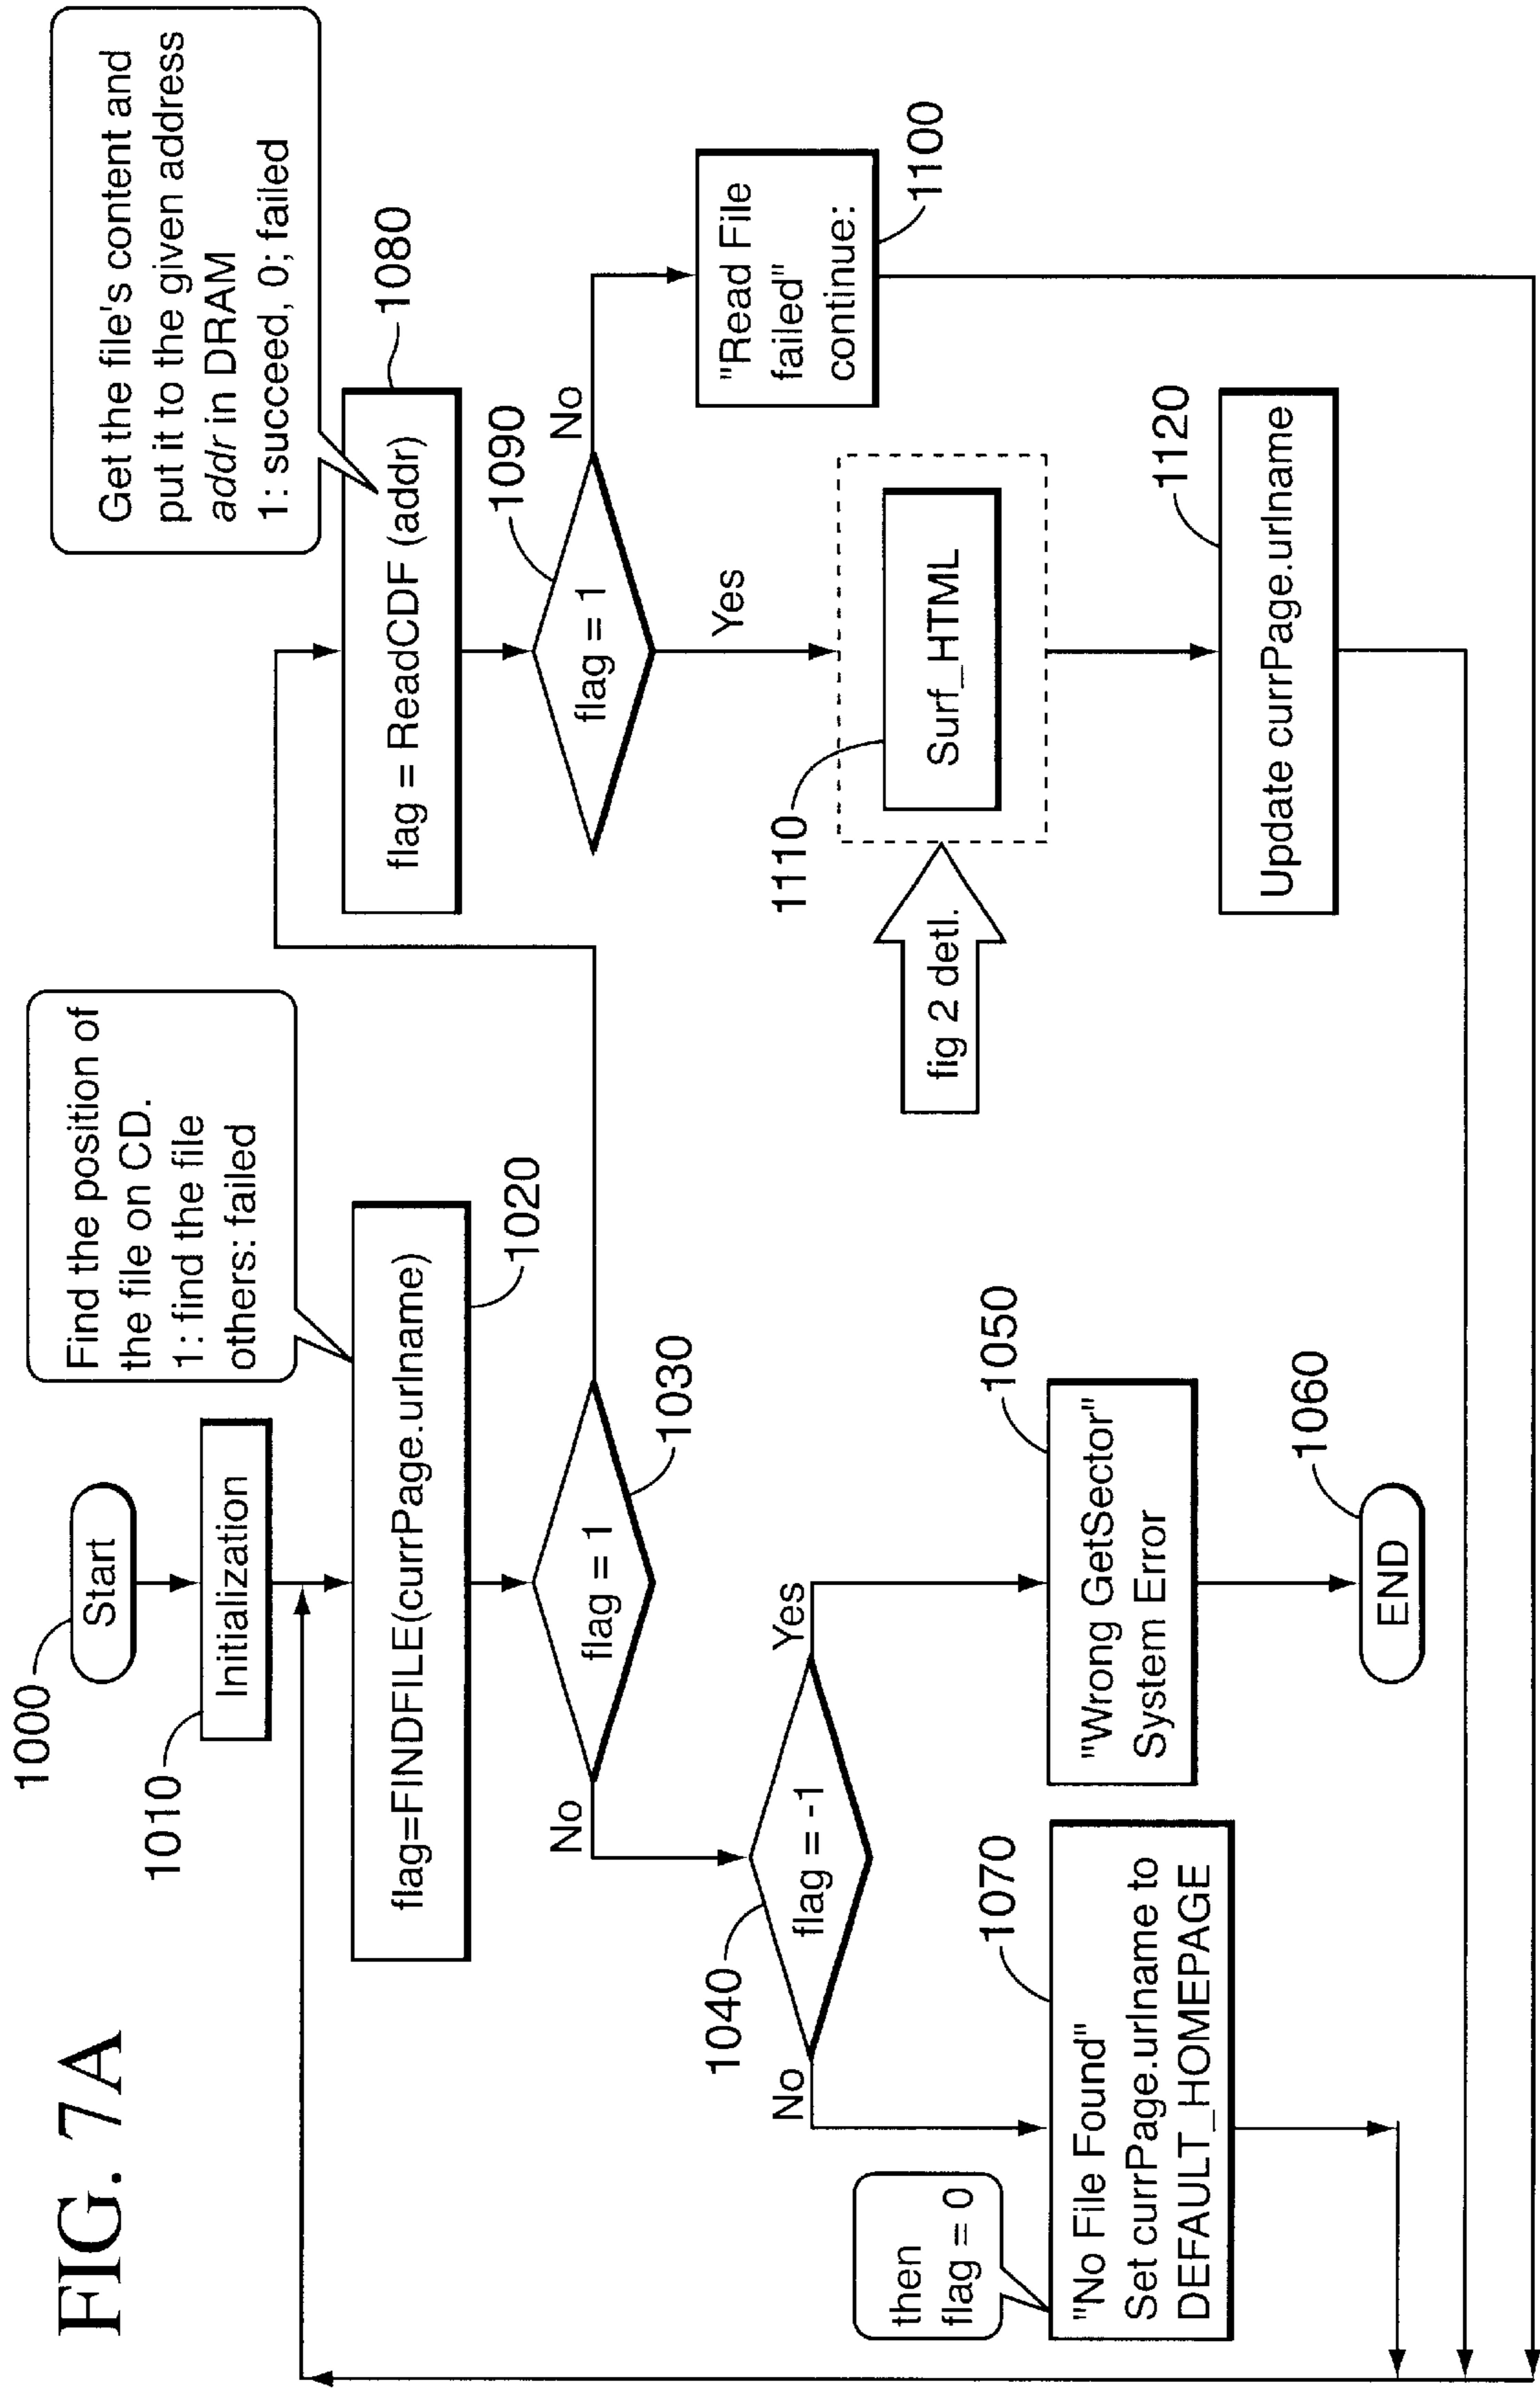 FIG. 7A
1000
Start
1010
Initialization
Find the position of
the file on CD.
1: find the file
others: failed
flag=FINDFILE(currPage.urlname)
1020
flag = 1
1030
No
1040
flag = -1
Yes
No
1050
"Wrong GetSector"
System Error
1060
END
then
flag = 0
1070
"No File Found"
Set currPage.urlname to
DEFAULT_HOMEPAGE
Get the file's content and
put it to the given address
addr in DRAM
1: succeed, 0; failed
1080
flag = ReadCDF (addr)
1090
flag = 1
No
Yes
"Read File
failed"
continue:
1100
1110
Surf_HTML
fig 2 detl.
1120
Update currPage.urlname